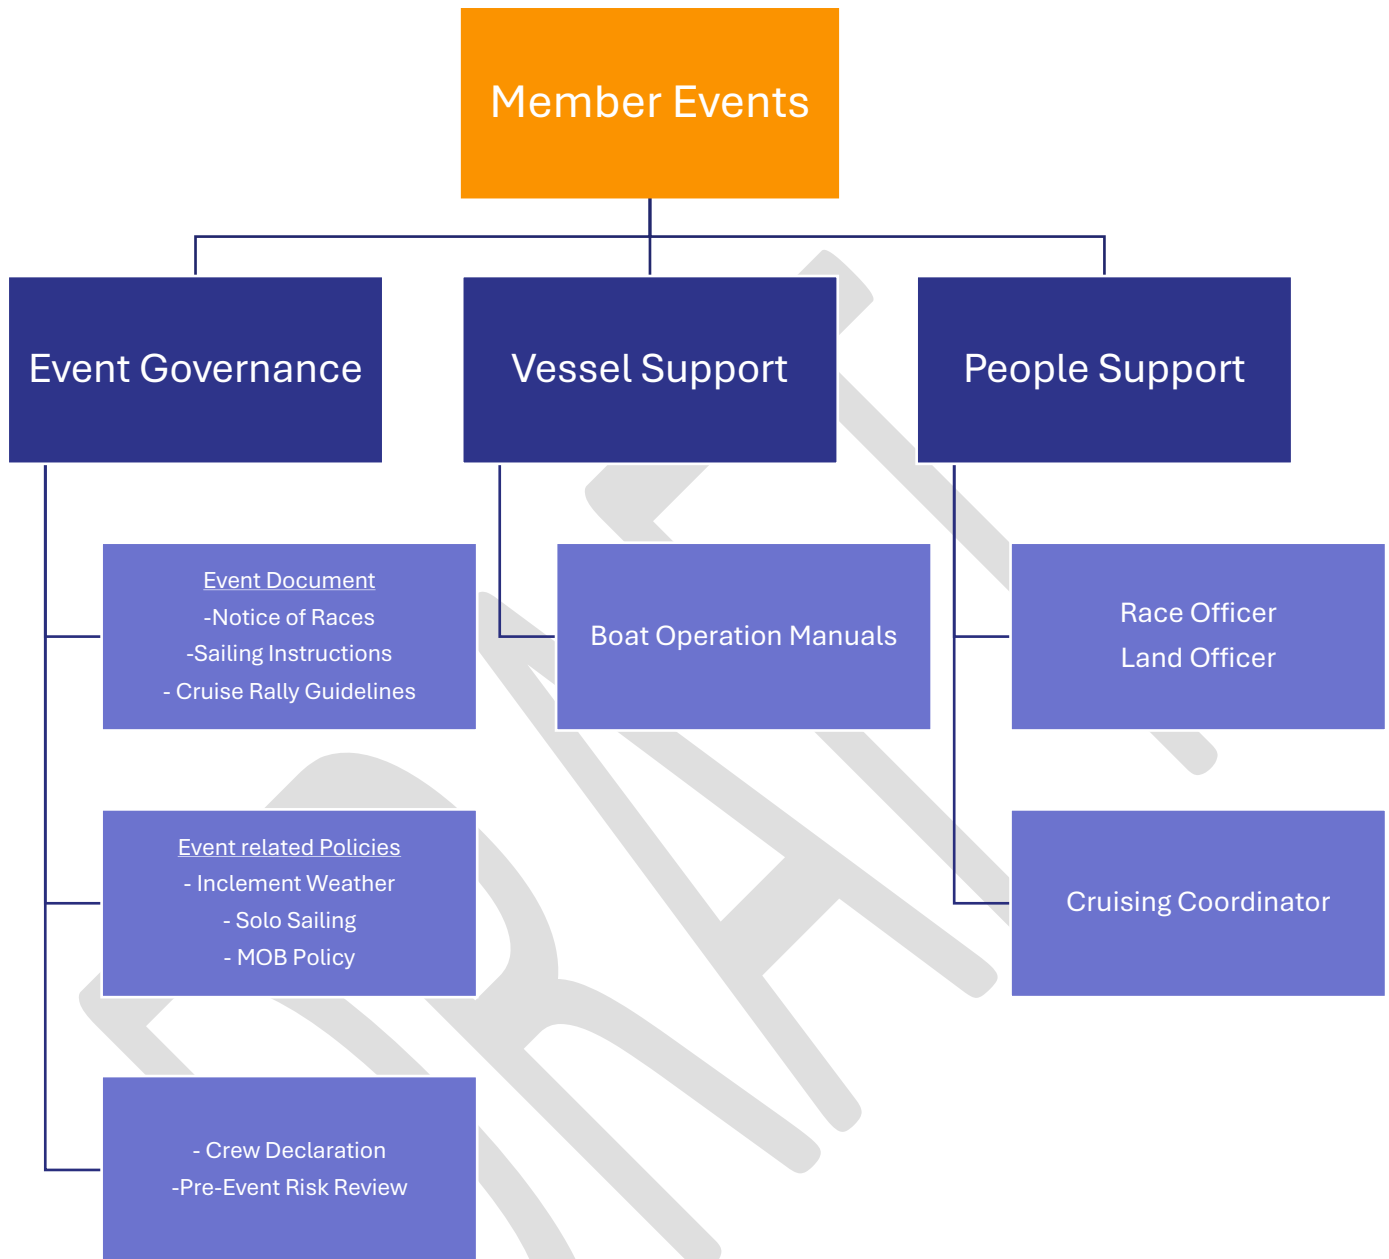 Member Events
Event Governance
Vessel Support
People Support
Event Document
-Notice of Races
-Sailing Instructions
- Cruise Rally Guidelines
Boat Operation Manuals
Race Officer
Land Officer
Event related Policies
- Inclement Weather
- Solo Sailing
- MOB Policy
Cruising Coordinator
- Crew Declaration
-Pre-Event Risk Review
DRAFT